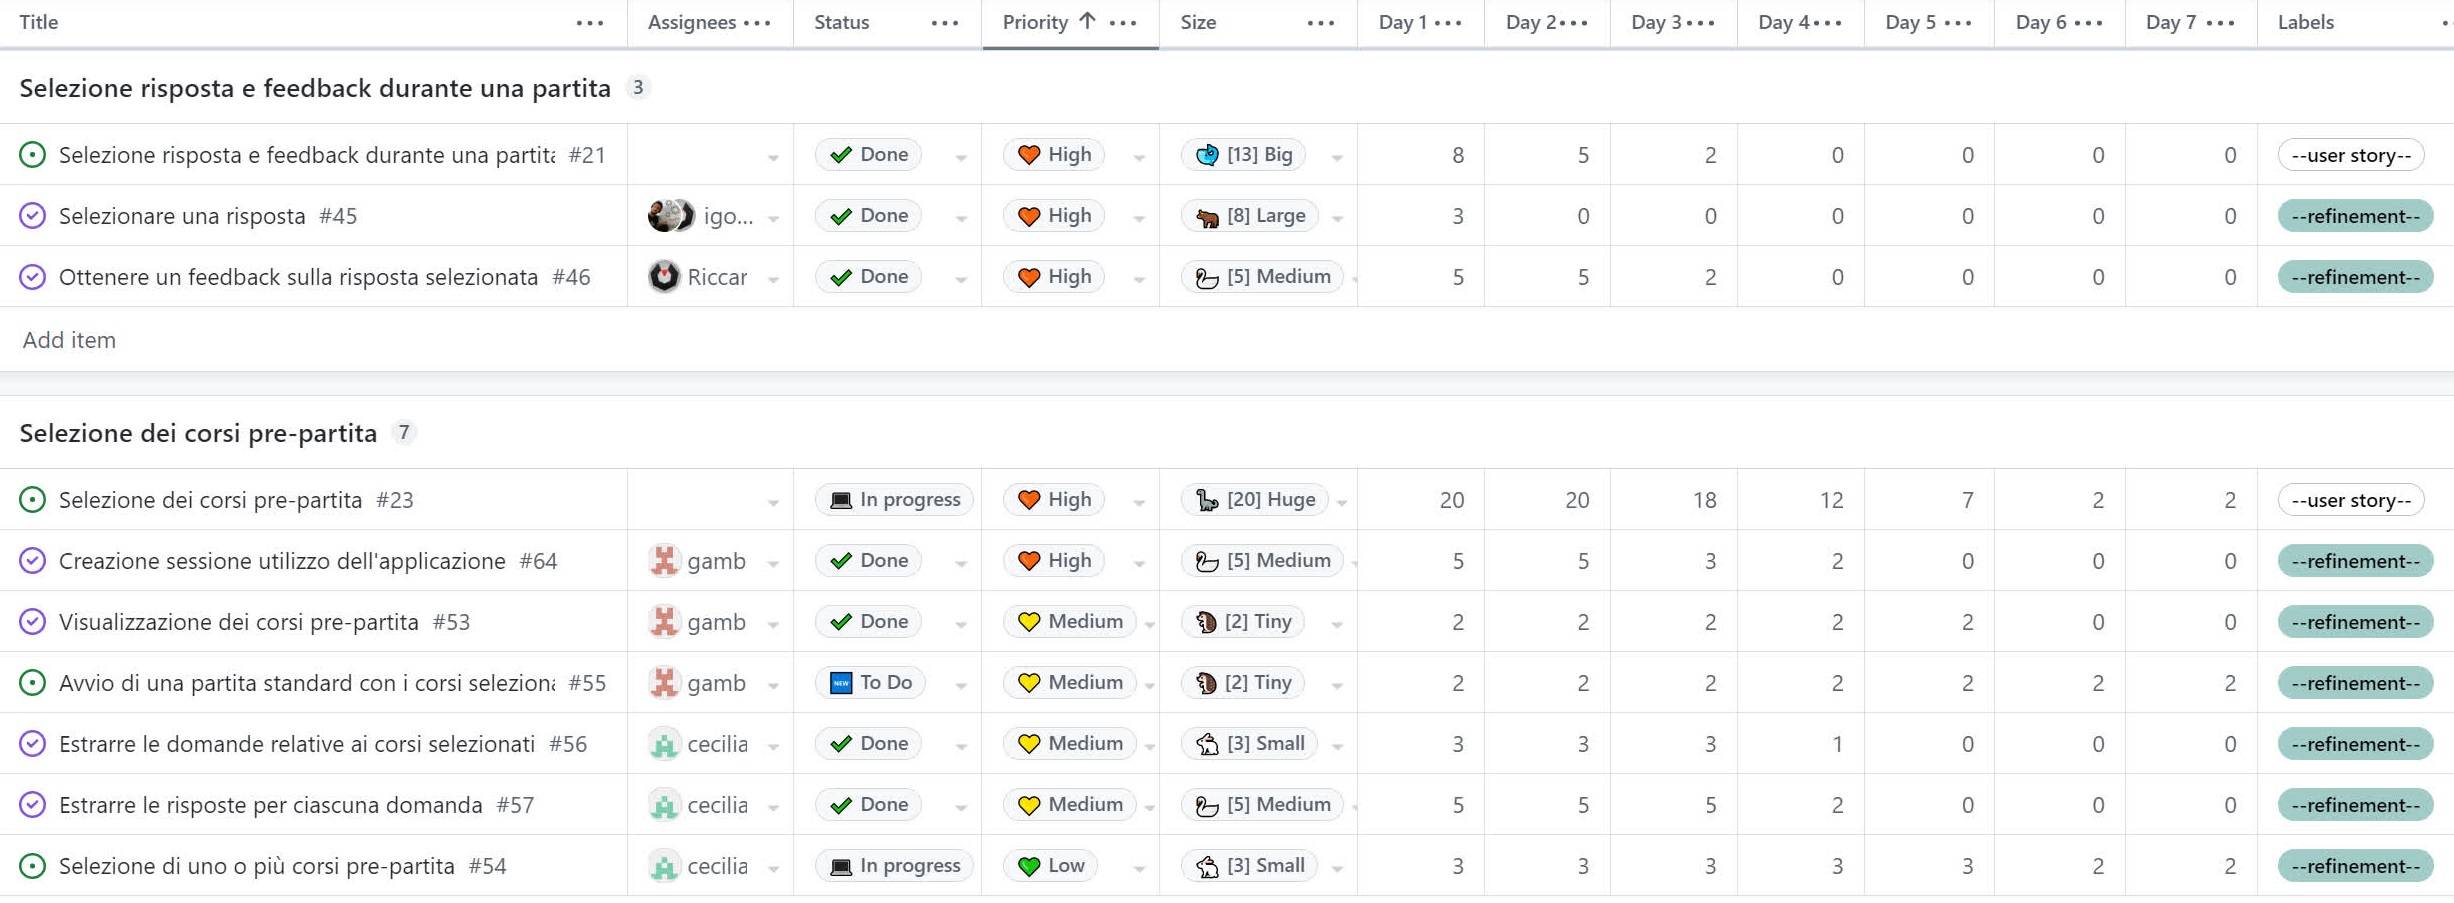 Title Assignees Status Priority Size Day 1 Day 2 Day 3 Day 4 Day 5 Day 6 Day 7 Labels
Selezione risposta e feedback durante una partita 3
Selezione risposta e feedback durante una partita #21 Done High [13] Big 8 5 2 0 0 0 0 --user story--
Selezionare una risposta #45 igo... Done High [8] Large 3 0 0 0 0 0 0 --refinement--
Ottenere un feedback sulla risposta selezionata #46 Riccar Done High [5] Medium 5 5 2 0 0 0 0 --refinement--
Add item
Selezione dei corsi pre-partita 7
Selezione dei corsi pre-partita #23 In progress High [20] Huge 20 20 18 12 7 2 2 --user story--
Creazione sessione utilizzo dell'applicazione #64 gamb Done High [5] Medium 5 5 3 2 0 0 0 --refinement--
Visualizzazione dei corsi pre-partita #53 gamb Done Medium [2] Tiny 2 2 2 2 2 0 0 --refinement--
Avvio di una partita standard con i corsi selezion #55 gamb NEW To Do Medium [2] Tiny 2 2 2 2 2 2 2 --refinement--
Estrarre le domande relative ai corsi selezionati #56 cecilia Done Medium [3] Small 3 3 3 1 0 0 0 --refinement--
Estrarre le risposte per ciascuna domanda #57 cecilia Done Medium [5] Medium 5 5 5 2 0 0 0 --refinement--
Selezione di uno o più corsi pre-partita #54 cecilia In progress Low [3] Small 3 3 3 3 3 2 2 --refinement--